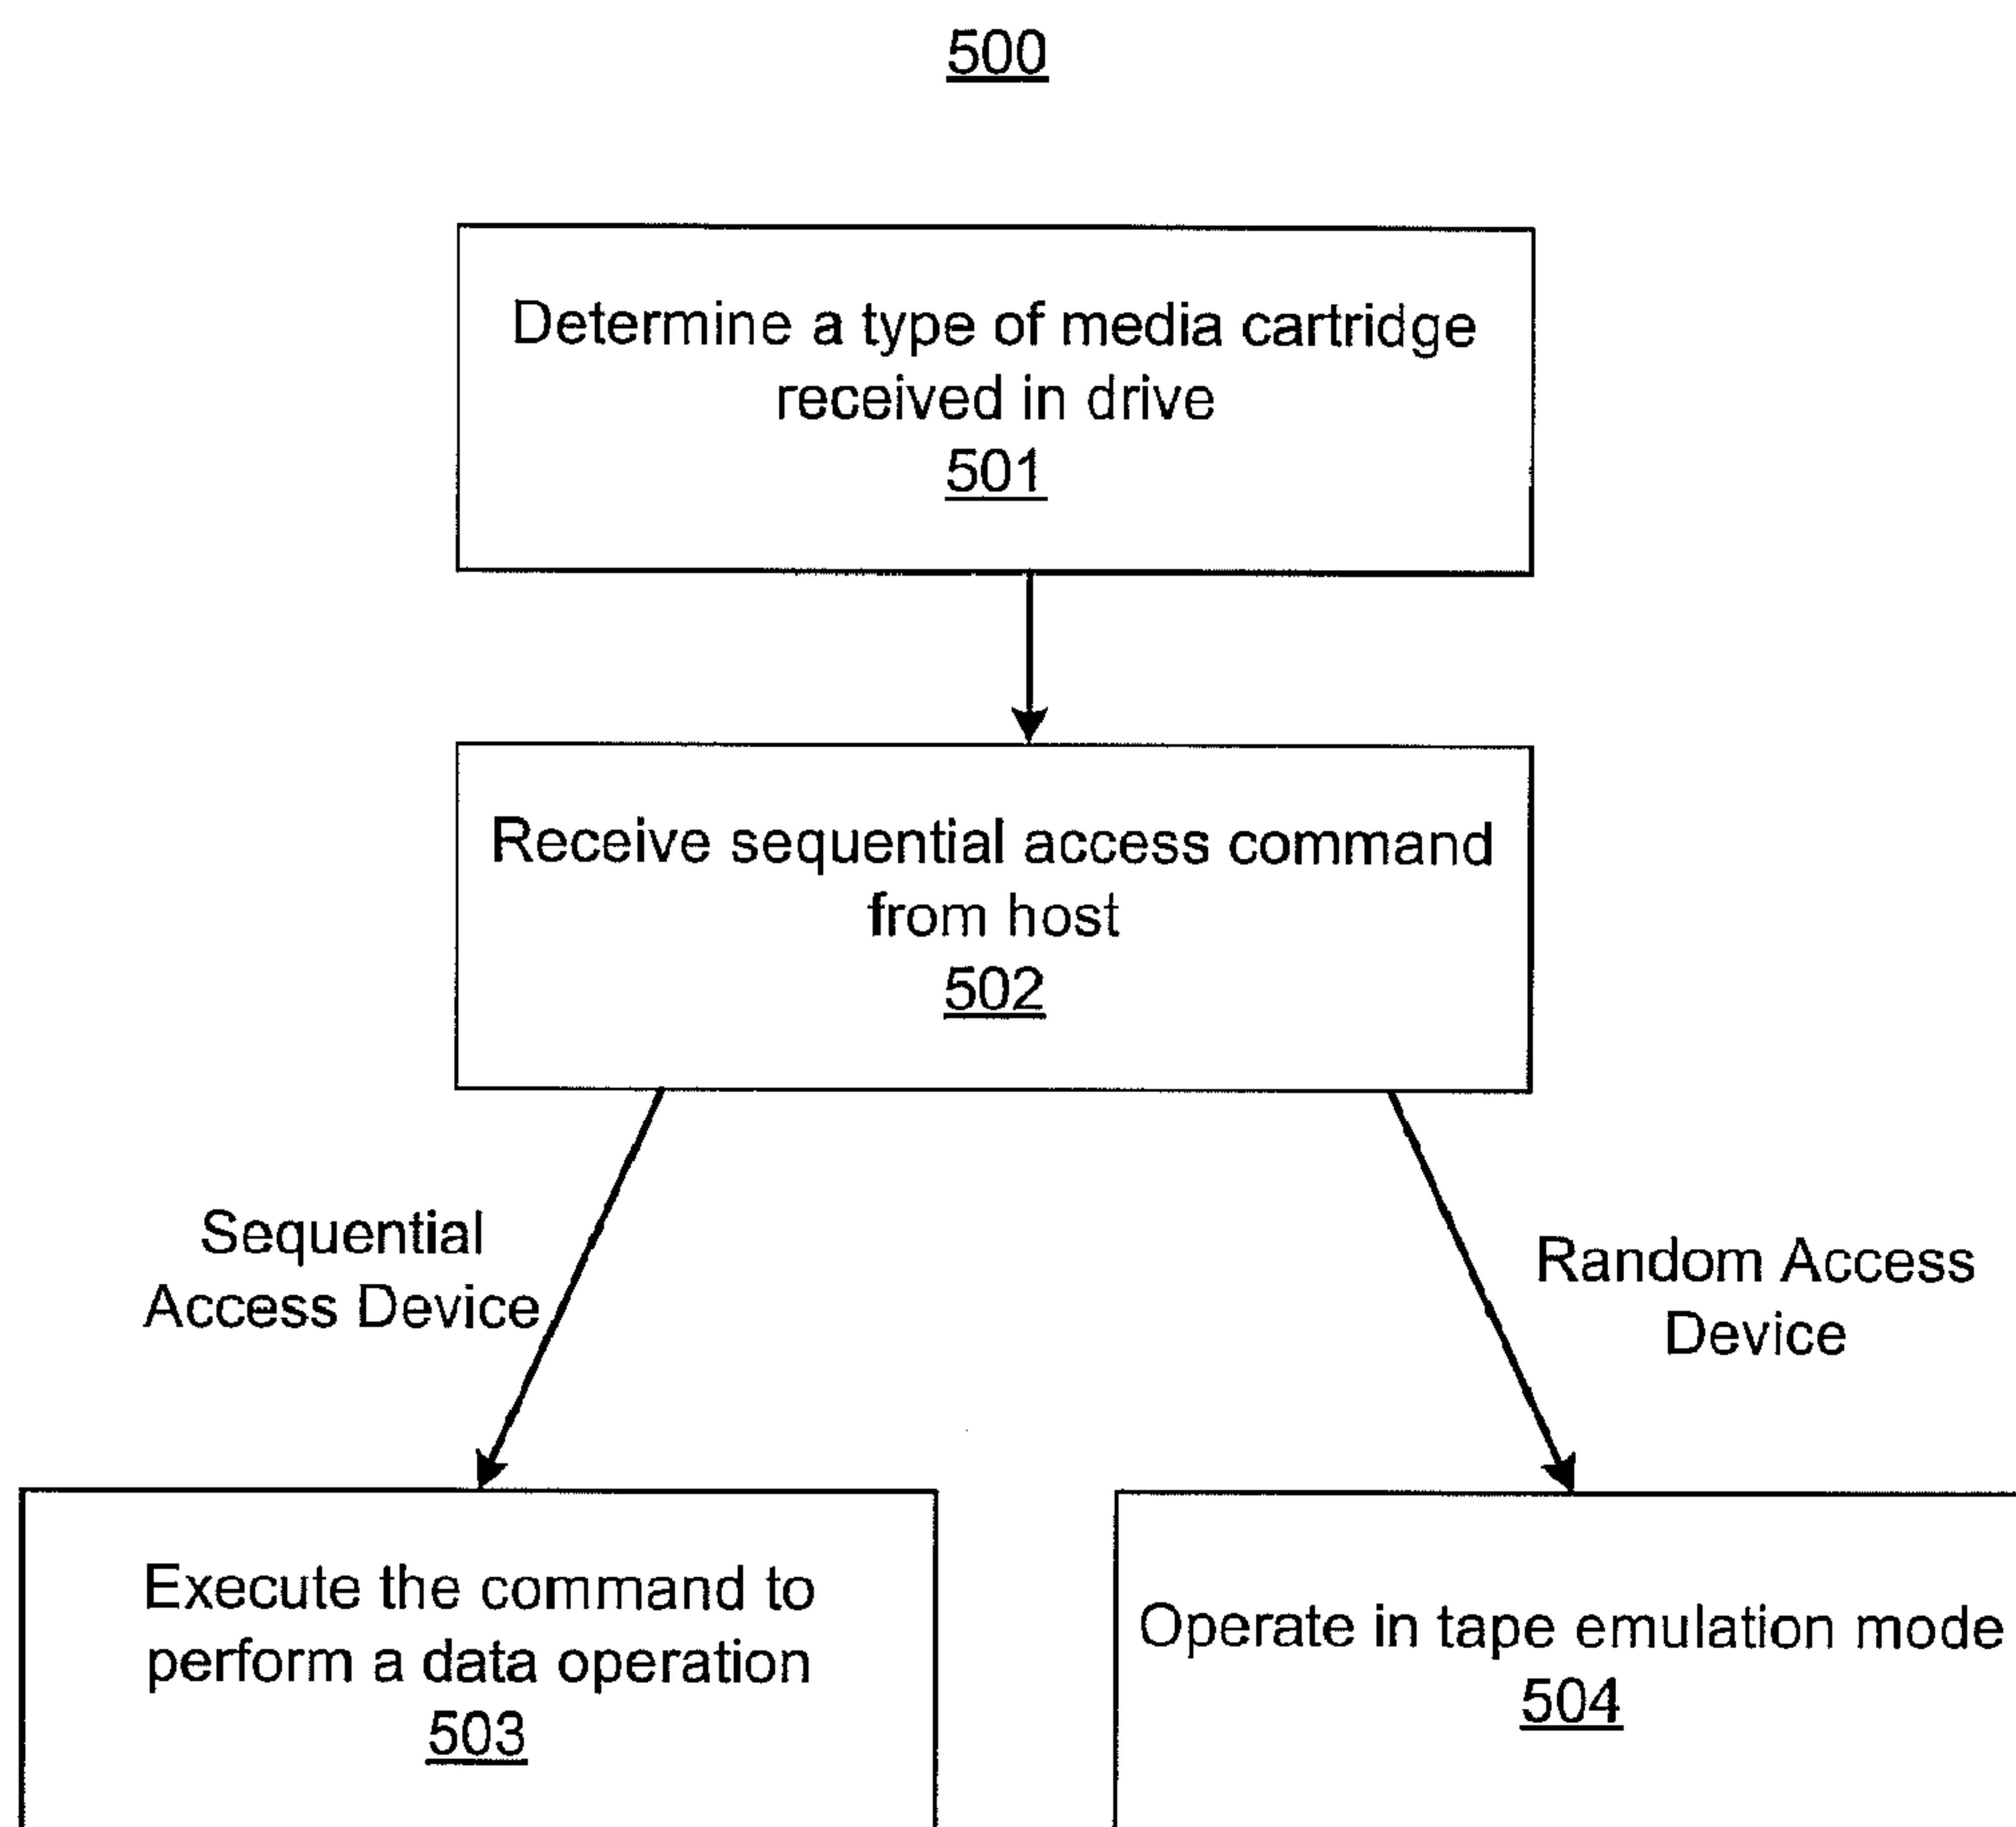 500
Determine a type of media cartridge
received in drive
501
Receive sequential access command
from host
502
Sequential
Access Device
Random Access
Device
Execute the command to
perform a data operation
503
Operate in tape emulation mode
504